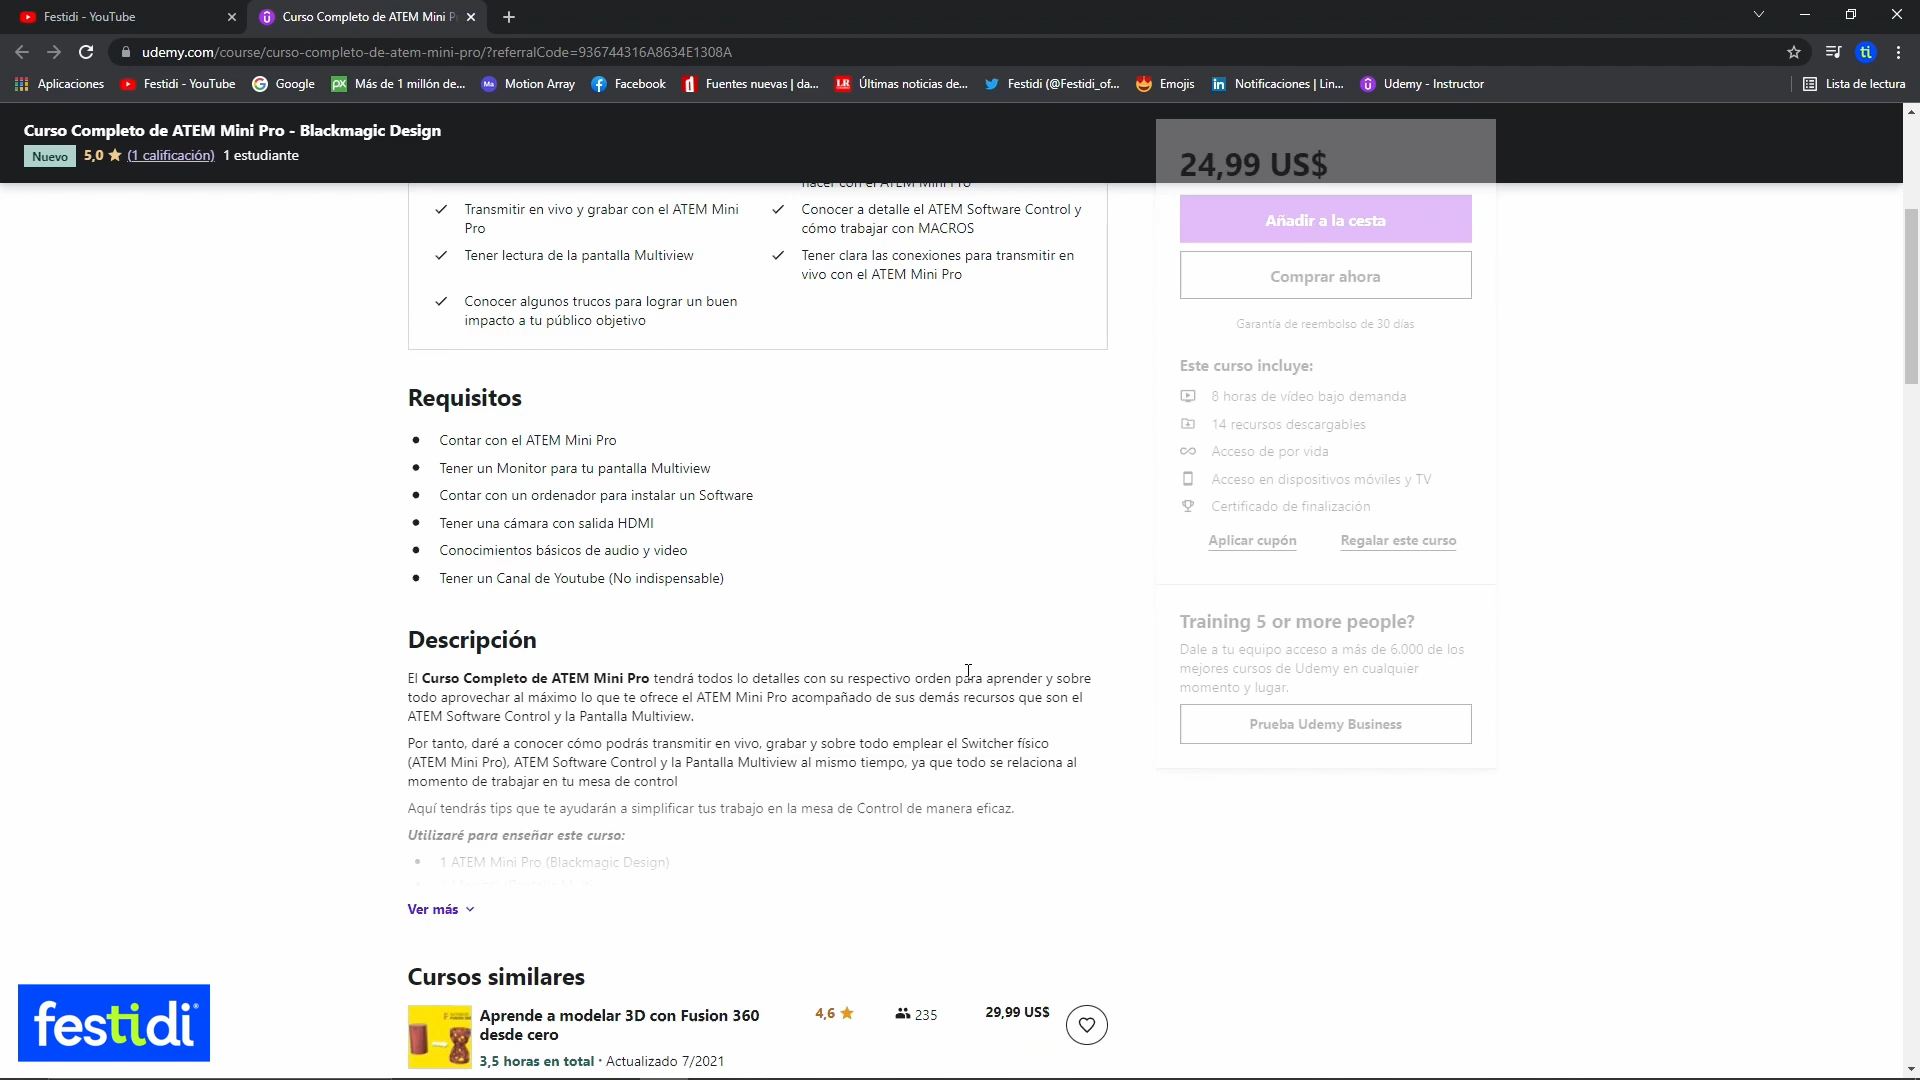 Festidi - YouTube
Curso Completo de ATEM Mini P
udemy.com/course/curso-completo-de-atem-mini-pro/?referralCode=936744316A8634E1308A
ti
Aplicaciones
Festidi - YouTube
Google
Más de 1 millón de...
Motion Array
Facebook
Fuentes nuevas | da...
Últimas noticias de...
Festidi (@Festidi_of...
Emojis
Notificaciones | Lin...
Udemy - Instructor
Lista de lectura
Curso Completo de ATEM Mini Pro - Blackmagic Design
Nuevo 5,0 (1 calificación) 1 estudiante
hacer con el ATEM Mini Pro
Transmitir en vivo y grabar con el ATEM Mini
Pro
Conocer a detalle el ATEM Software Control y
cómo trabajar con MACROS
Tener lectura de la pantalla Multiview
Tener clara las conexiones para transmitir en
vivo con el ATEM Mini Pro
Conocer algunos trucos para lograr un buen
impacto a tu público objetivo
Requisitos
Contar con el ATEM Mini Pro
Tener un Monitor para tu pantalla Multiview
Contar con un ordenador para instalar un Software
Tener una cámara con salida HDMI
Conocimientos básicos de audio y video
Tener un Canal de Youtube (No indispensable)
Descripción
El Curso Completo de ATEM Mini Pro tendrá todos lo detalles con su respectivo orden para aprender y sobre
todo aprovechar al máximo lo que te ofrece el ATEM Mini Pro acompañado de sus demás recursos que son el
ATEM Software Control y la Pantalla Multiview.
Por tanto, daré a conocer cómo podrás transmitir en vivo, grabar y sobre todo emplear el Switcher físico
(ATEM Mini Pro), ATEM Software Control y la Pantalla Multiview al mismo tiempo, ya que todo se relaciona al
momento de trabajar en tu mesa de control
Aquí tendrás tips que te ayudarán a simplificar tus trabajo en la mesa de Control de manera eficaz.
Utilizaré para enseñar este curso:
1 ATEM Mini Pro (Blackmagic Design)
Ver más
Cursos similares
Aprende a modelar 3D con Fusion 360
desde cero
4,6
235
29,99 US$
3,5 horas en total · Actualizado 7/2021
24,99 US$
Añadir a la cesta
Comprar ahora
Garantía de reembolso de 30 días
Este curso incluye:
8 horas de vídeo bajo demanda
14 recursos descargables
Acceso de por vida
Acceso en dispositivos móviles y TV
Certificado de finalización
Aplicar cupón
Regalar este curso
Training 5 or more people?
Dale a tu equipo acceso a más de 6.000 de los
mejores cursos de Udemy en cualquier
momento y lugar.
Prueba Udemy Business
festidi